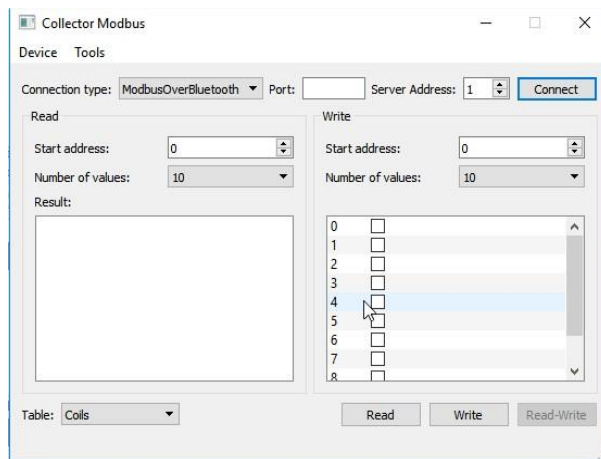 Collector Modbus
Device Tools
Connection type: ModbusOverBluetooth Port: Server Address: 1 Connect
Read
Start address: 0
Number of values: 10
Result:
Write
Start address: 0
Number of values: 10
0
1
2
3
4
5
6
7
8
Table: Coils Read Write Read-Write